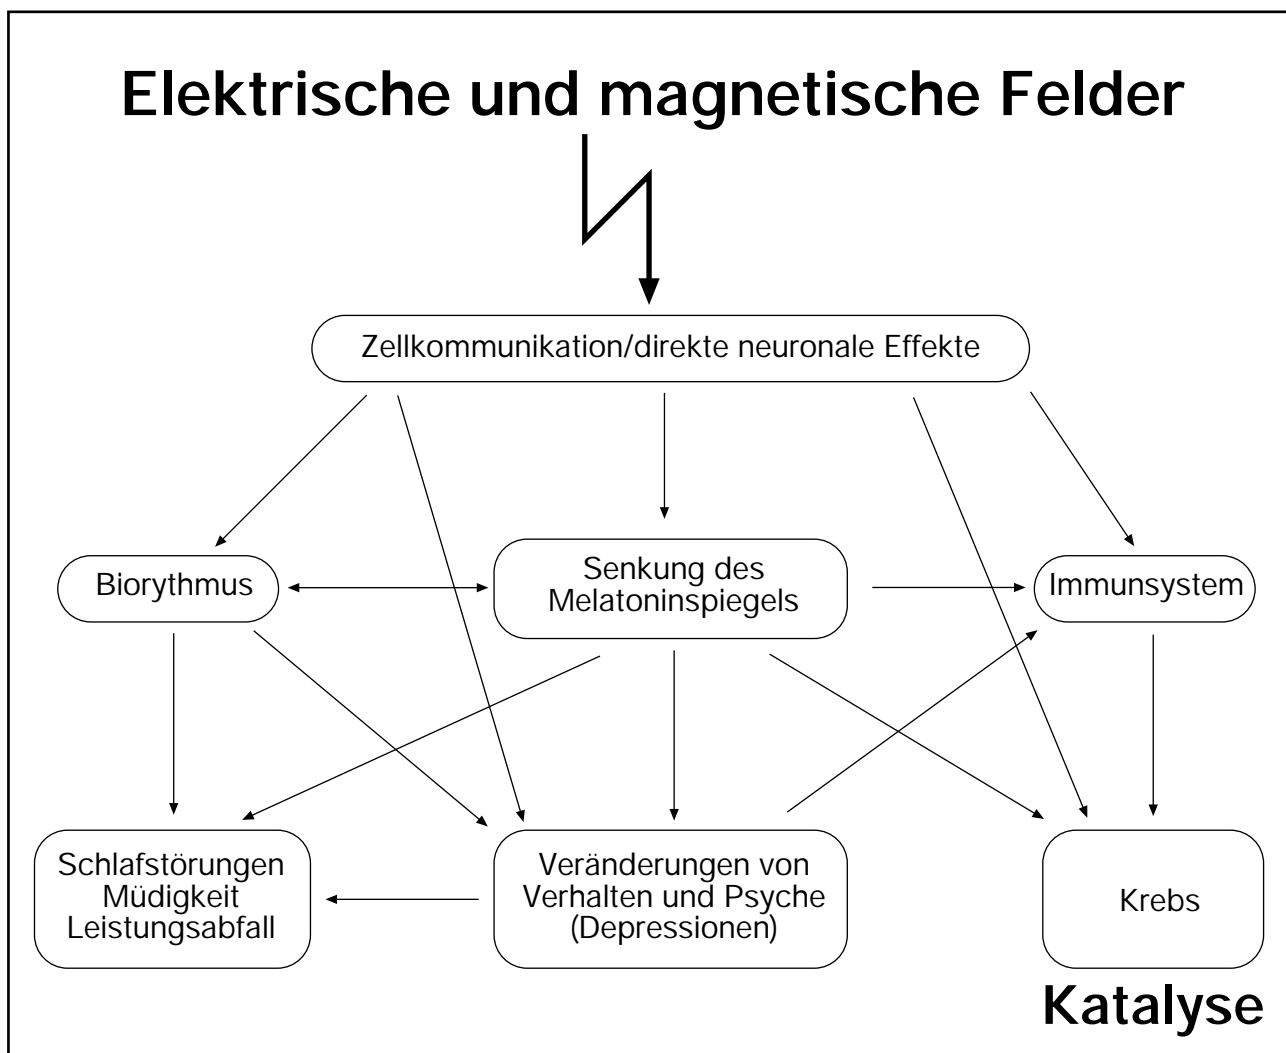 Elektrische und magnetische Felder
Zellkommunikation/direkte neuronale Effekte
Biorythmus
Senkung des
Melatoninspiegels
Immunsystem
Schlafstörungen
Müdigkeit
Leistungsabfall
Veränderungen von
Verhalten und Psyche
(Depressionen)
Krebs
Katalyse